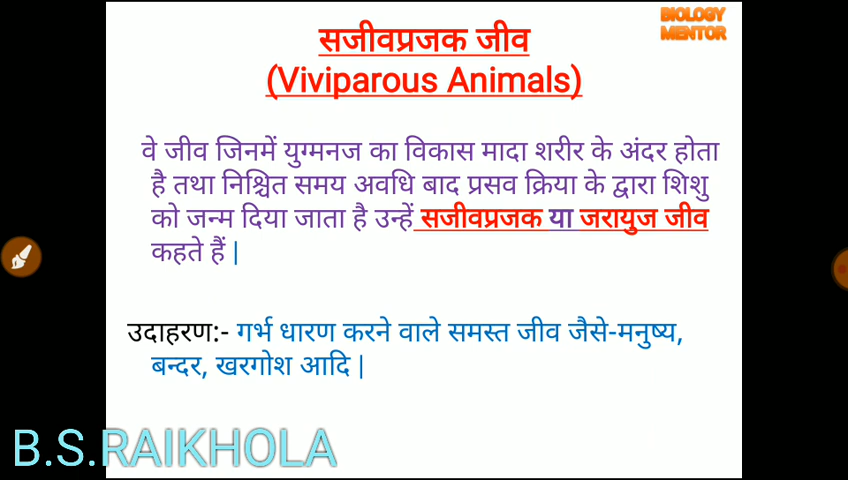 BIOLOGY
MENTOR
सजीवप्रजक जीव
(Viviparous Animals)
वे जीव जिनमें युग्मनज का विकास मादा शरीर के अंदर होता
है तथा निश्चित समय अवधि बाद प्रसव क्रिया के द्वारा शिशु
को जन्म दिया जाता है उन्हें सजीवप्रजक या जरायुज जीव
कहते हैं|
उदाहरण:- गर्भ धारण करने वाले समस्त जीव जैसे-मनुष्य,
बन्दर, खरगोश आदि|
B.S.RAIKHOLA